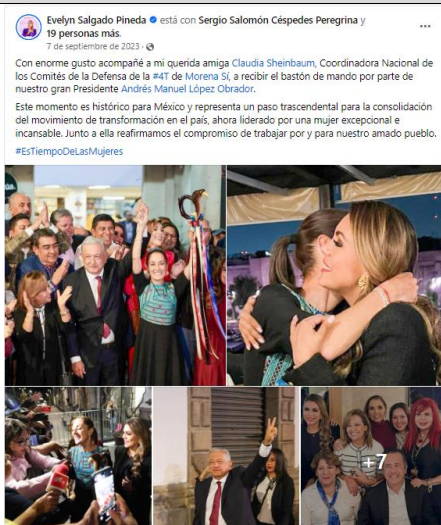 Evelyn Salgado Pineda está con Sergio Salomón Céspedes Peregrina y
19 personas más.
7 de septiembre de 2023 ·
Con enorme gusto acompañé a mi querida amiga Claudia Sheinbaum, Coordinadora Nacional de
los Comités de la Defensa de la #4T de Morena Sí, a recibir el bastón de mando por parte de
nuestro gran Presidente Andrés Manuel López Obrador.
Este momento es histórico para México y representa un paso trascendental para la consolidación
del movimiento de transformación en el país, ahora liderado por una mujer excepcional e
incansable. Junto a ella reafirmamos el compromiso de trabajar por y para nuestro amado pueblo.
#EsTiempoDeLasMujeres
+7